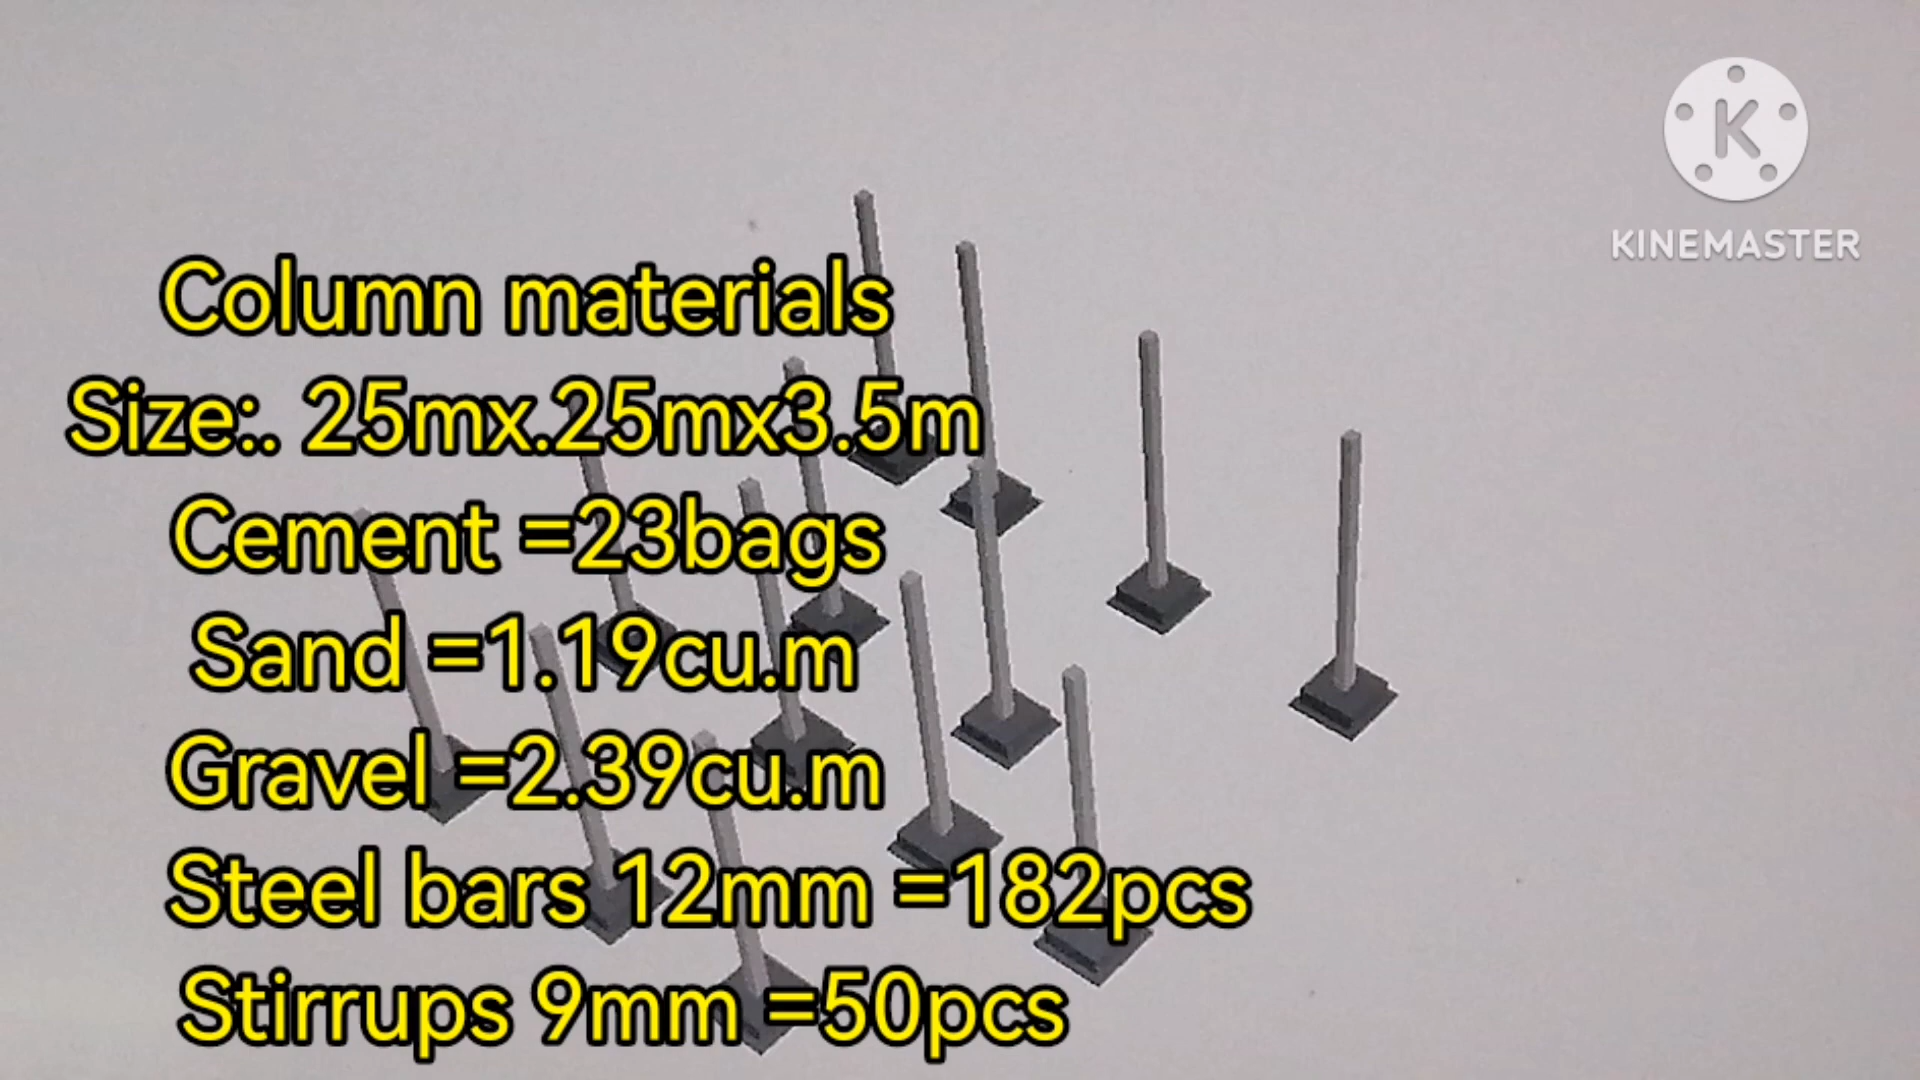 K
KINEMASTER
Column materials
Size:. 25mx.25mx3.5m
Cement =23bags
Sand =1.19cu.m
Gravel =2.39cu.m
Steel bars 12mm =182pcs
Stirrups 9mm =50pcs